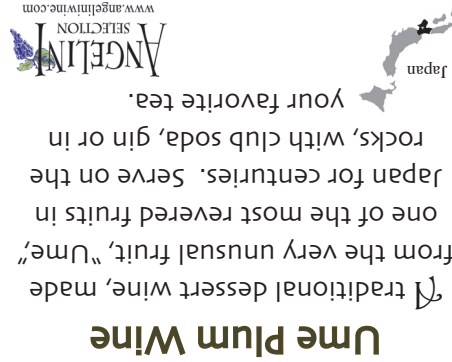 Ume Plum Wine
A traditional dessert wine, made
from the very unusual fruit, “Ume,”
one of the most revered fruits in
Japan for centuries. Serve on the
rocks, with club soda, gin or in
your favorite tea.
Japan
ANGELINI
SELECTION
www.angeliniwine.com